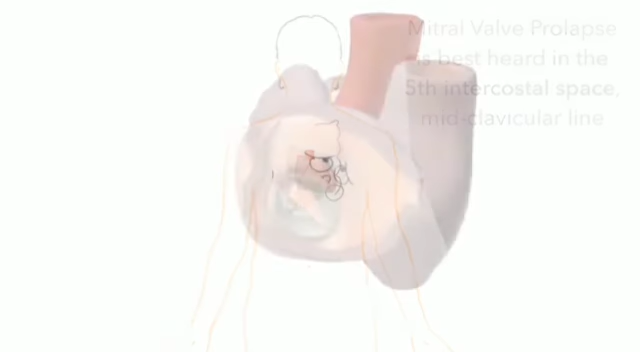 Mitral Valve Prolapse
is best heard in the
5th intercostal space,
mid-clavicular line